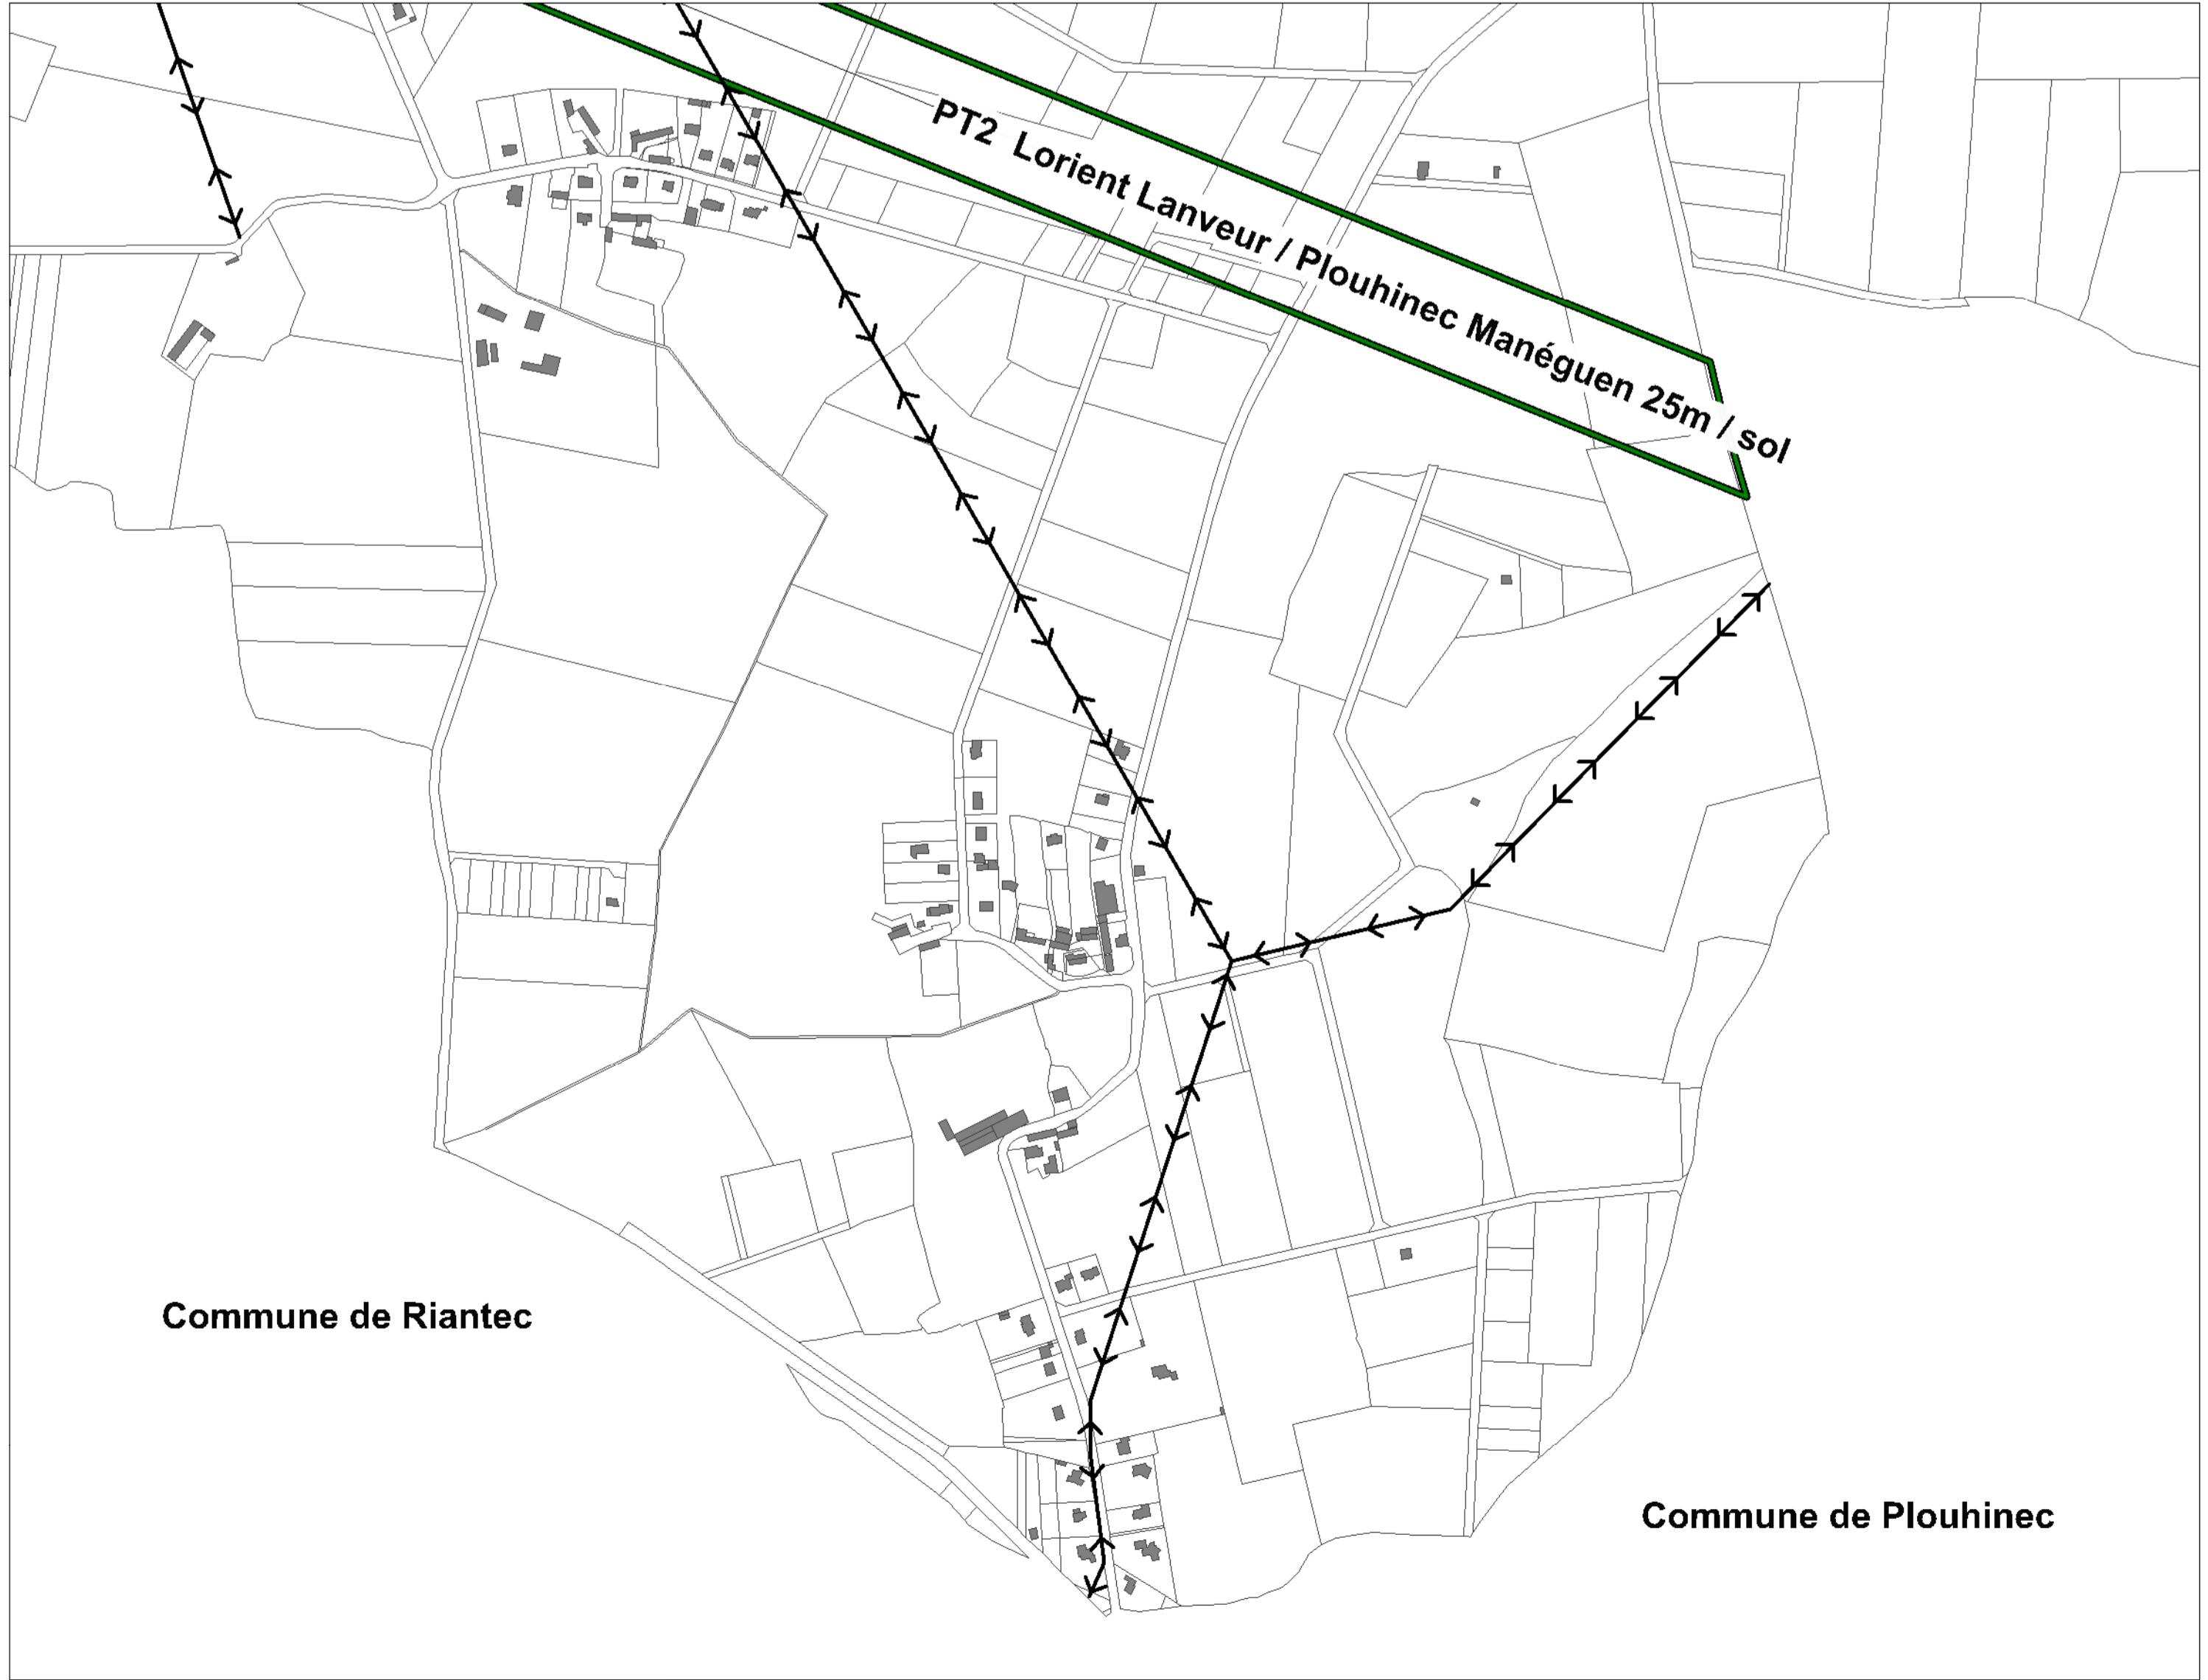 PT2 Lorient Lanveur / Plouhinec Manéguen 25m / sol
Commune de Riantec
Commune de Plouhinec